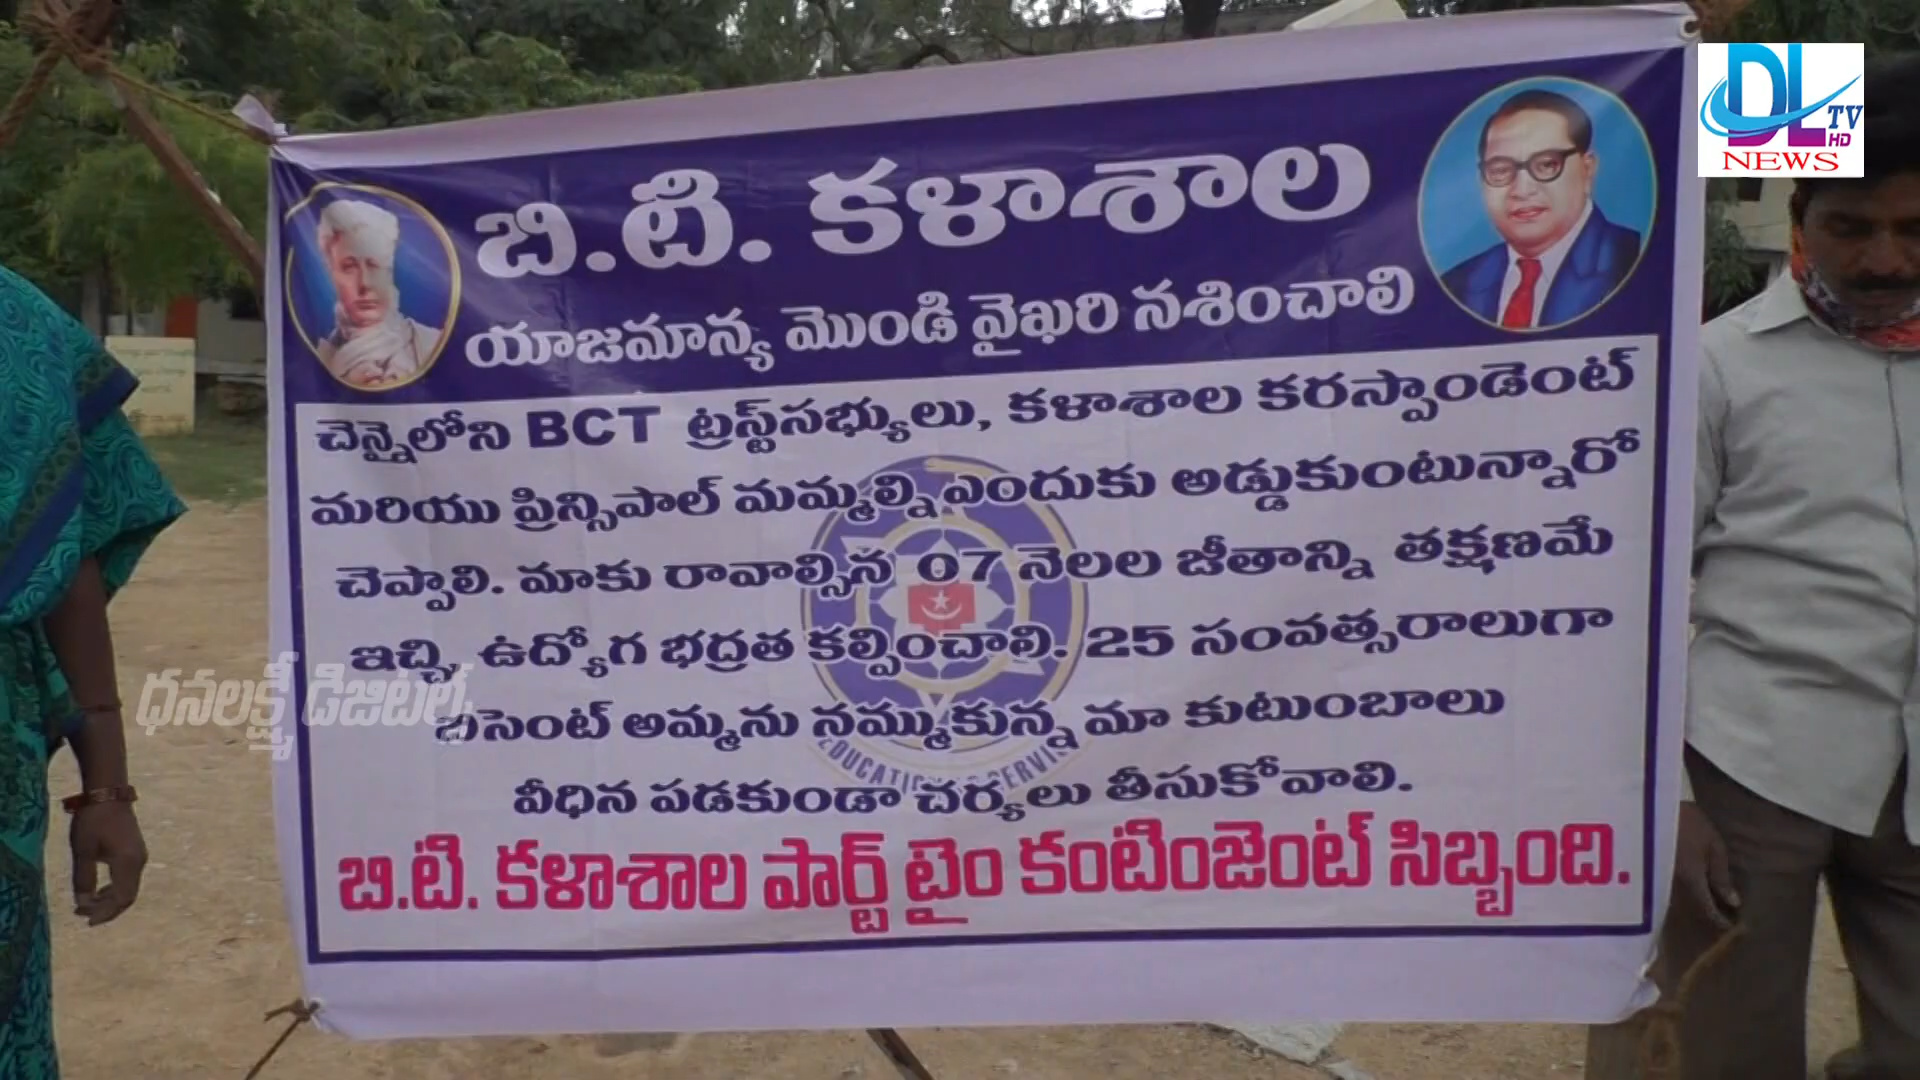 DL TV HD NEWS
బి.టి. కళాశాల
యాజమాన్య మొండి వైఖరి నశించాలి
చెన్నైలోని BCT ట్రస్ట్‌సభ్యులు, కళాశాల కరస్పాండెంట్
మరియు ప్రిన్సిపాల్ మమ్మల్ని ఎందుకు అడ్డుకుంటున్నారో
చెప్పాలి. మాకు రావాల్సిన 07 నెలల జీతాన్ని తక్షణమే
ఇచ్చి, ఉద్యోగ భద్రత కల్పించాలి. 25 సంవత్సరాలుగా
బిసెంట్ అమ్మను నమ్ముకున్న మా కుటుంబాలు
వీధిన పడకుండా చర్యలు తీసుకోవాలి.
బి.టి. కళాశాల పార్ట్ టైం కంటింజెంట్ సిబ్బంది.
ధనలక్ష్మీ డిజిటల్స్